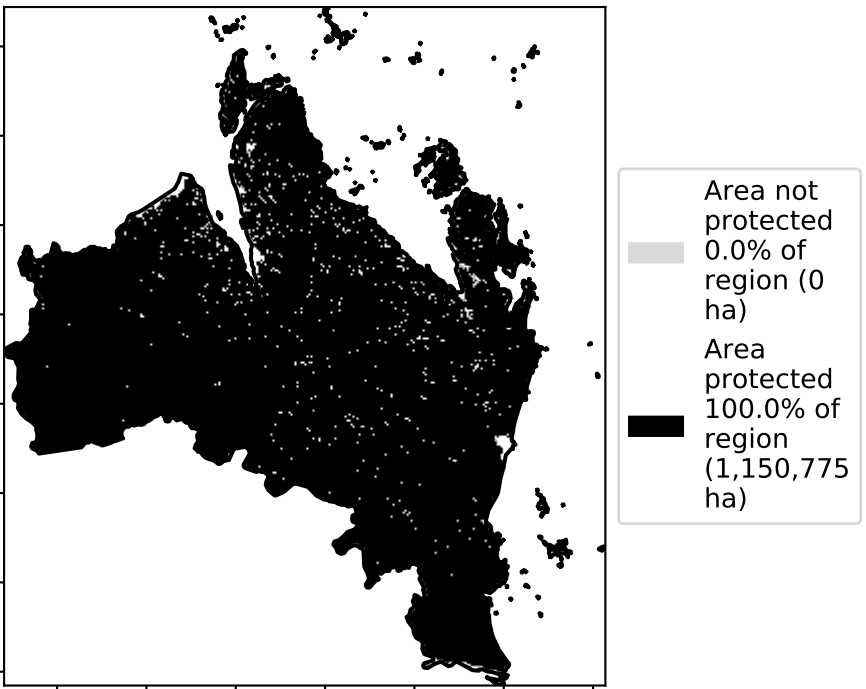 Area not
protected
0.0% of
region (0
ha)
Area
protected
100.0% of
region
(1,150,775
ha)